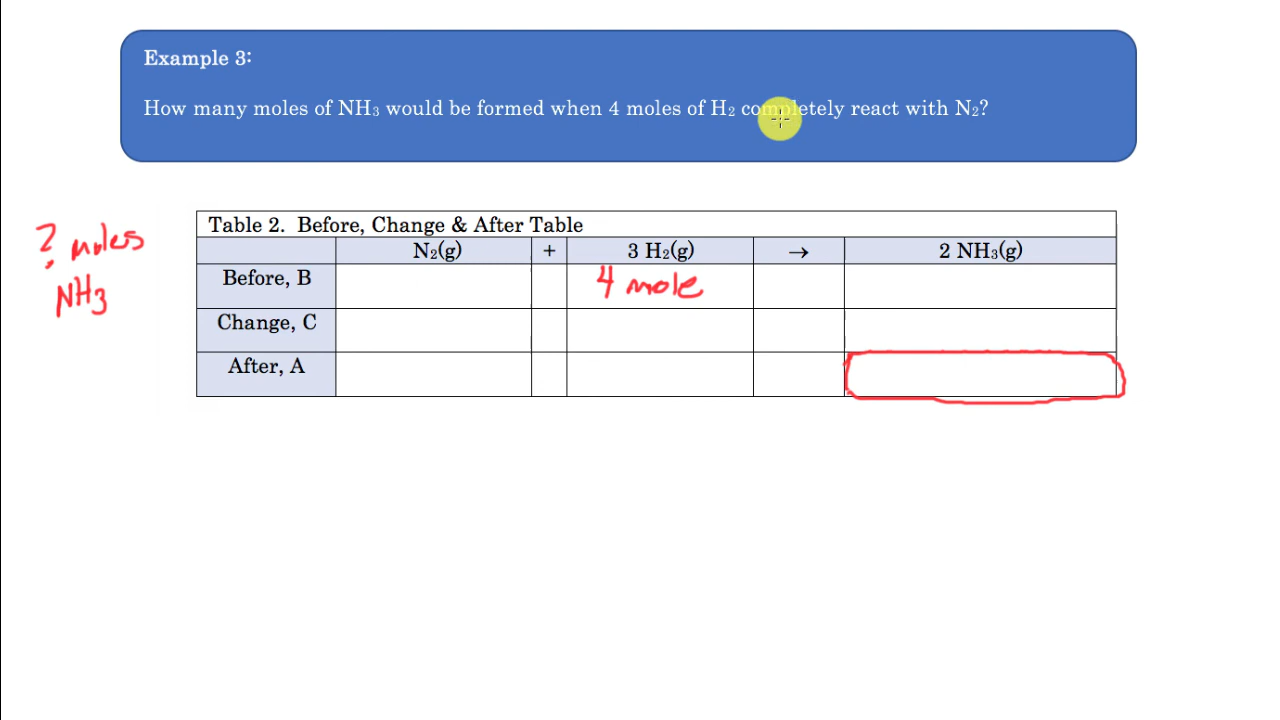 Example 3:
How many moles of NH₃ would be formed when 4 moles of H₂ completely react with N₂?
? moles
NH3
Table 2. Before, Change & After Table
N₂(g) + 3 H₂(g) → 2 NH₃(g)
Before, B 4 mole
Change, C
After, A